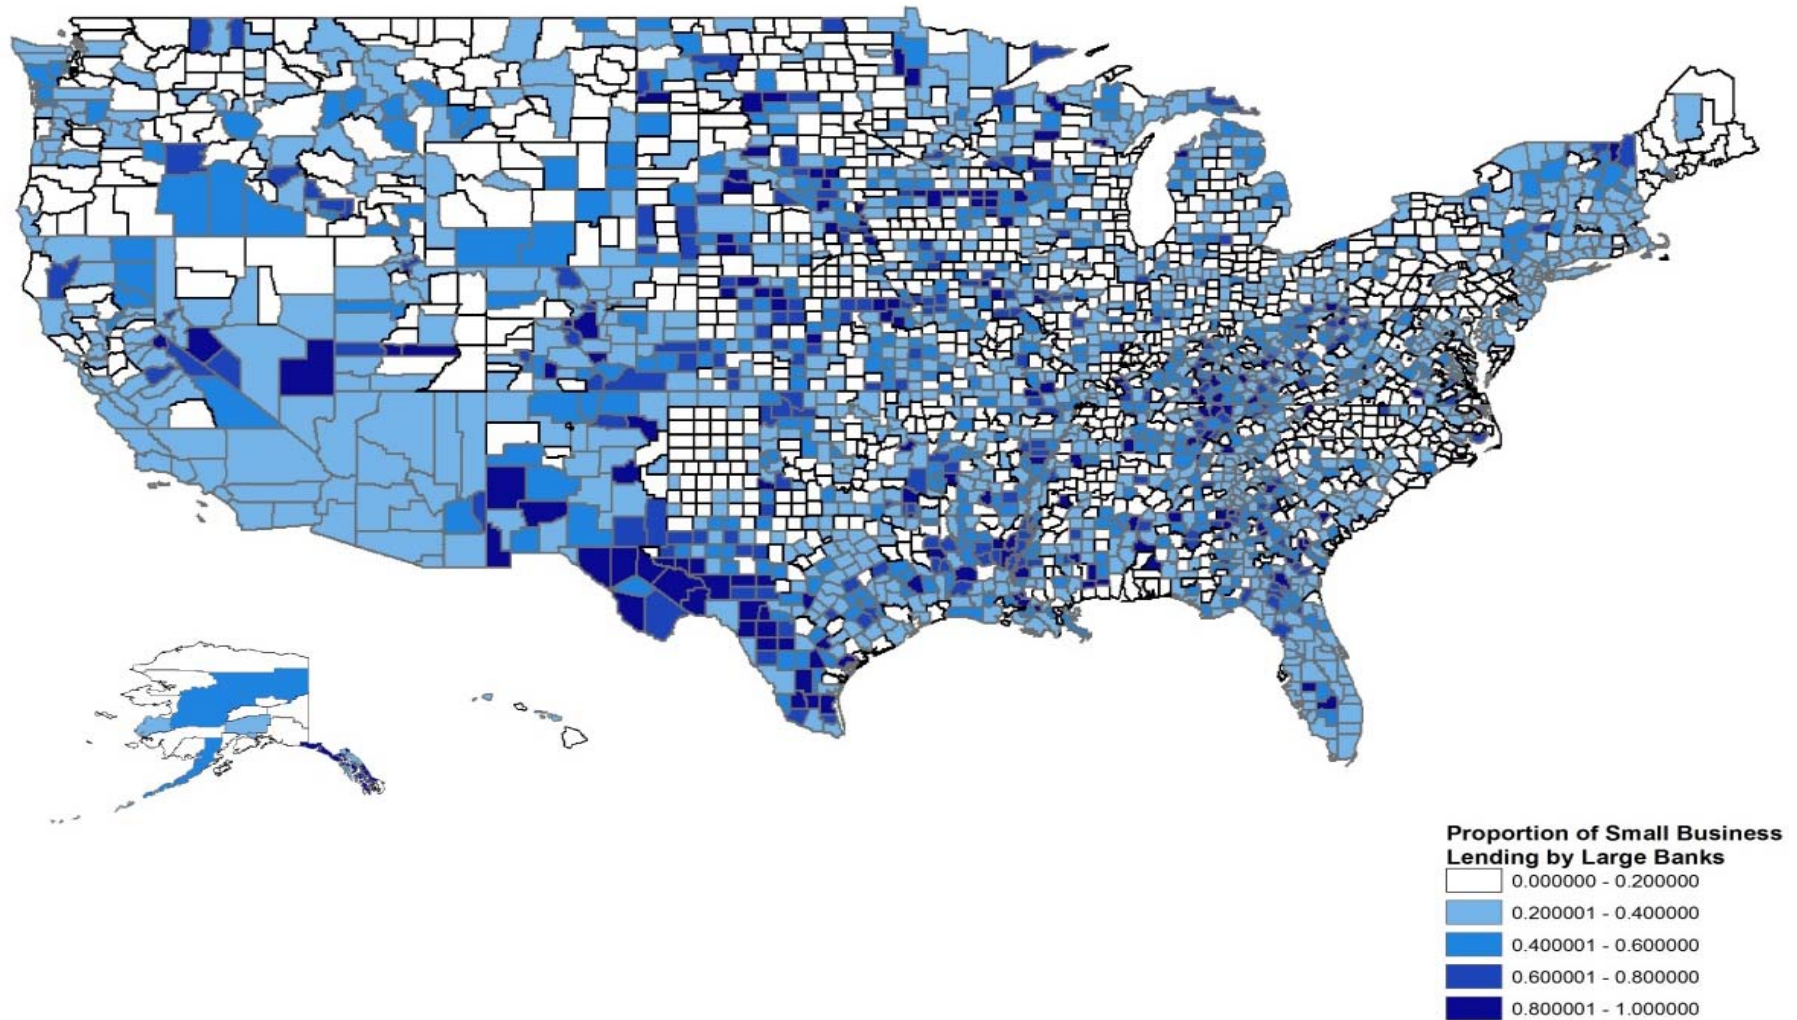 Proportion of Small Business
Lending by Large Banks
0.000000 - 0.200000
0.200001 - 0.400000
0.400001 - 0.600000
0.600001 - 0.800000
0.800001 - 1.000000